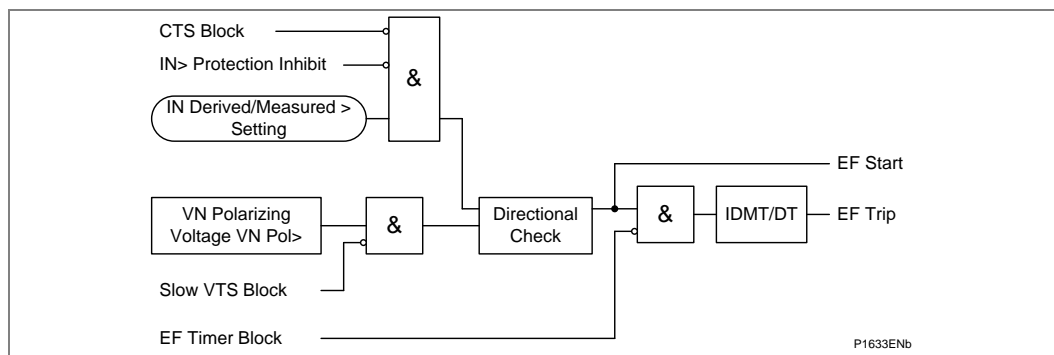 CTS Block
IN> Protection Inhibit
&
IN Derived/Measured >
Setting
EF Start
VN Polarizing
Voltage VN Pol>
&
Directional
Check
&
IDMT/DT
EF Trip
Slow VTS Block
EF Timer Block
P1633ENb